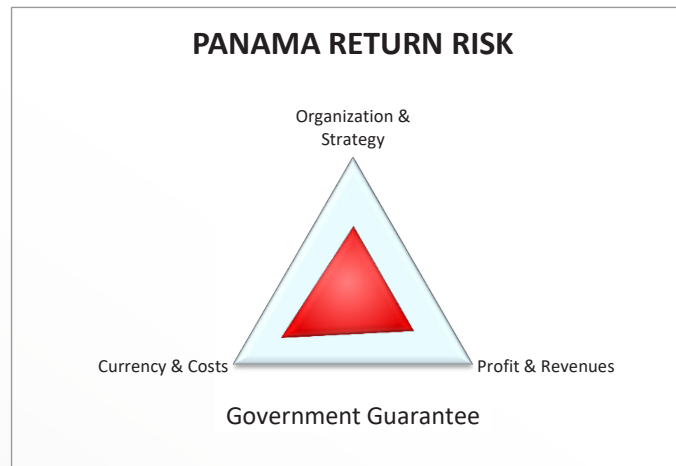 PANAMA RETURN RISK
Organization &
Strategy
Currency & Costs
Profit & Revenues
Government Guarantee